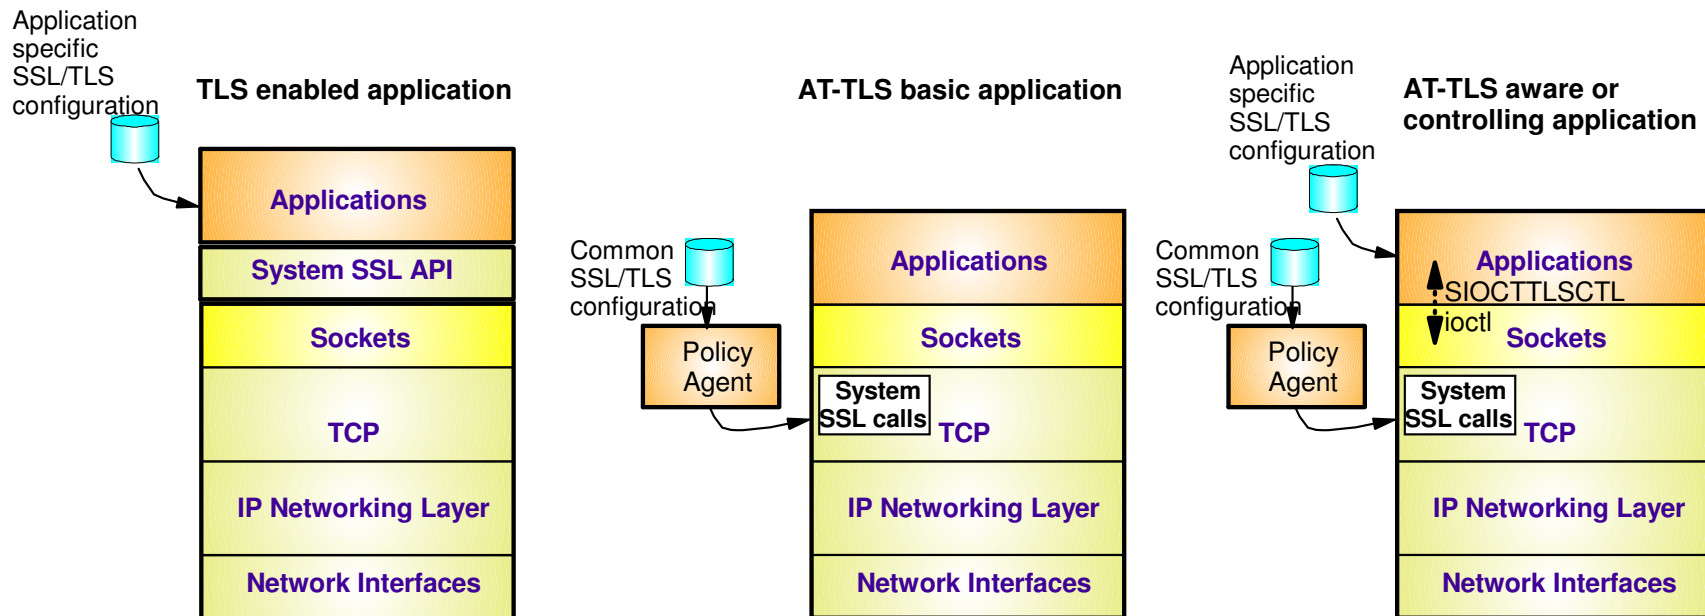 Application
specific
SSL/TLS
configuration
TLS enabled application
Applications
System SSL API
Sockets
TCP
IP Networking Layer
Network Interfaces
AT-TLS basic application
Common
SSL/TLS
configuration
Policy
Agent
Applications
Sockets
System
SSL calls
TCP
IP Networking Layer
Network Interfaces
Application
specific
SSL/TLS
configuration
AT-TLS aware or
controlling application
Common
SSL/TLS
configuration
Policy
Agent
Applications
SIOCTTLSCTL
ioctl
Sockets
System
SSL calls
TCP
IP Networking Layer
Network Interfaces